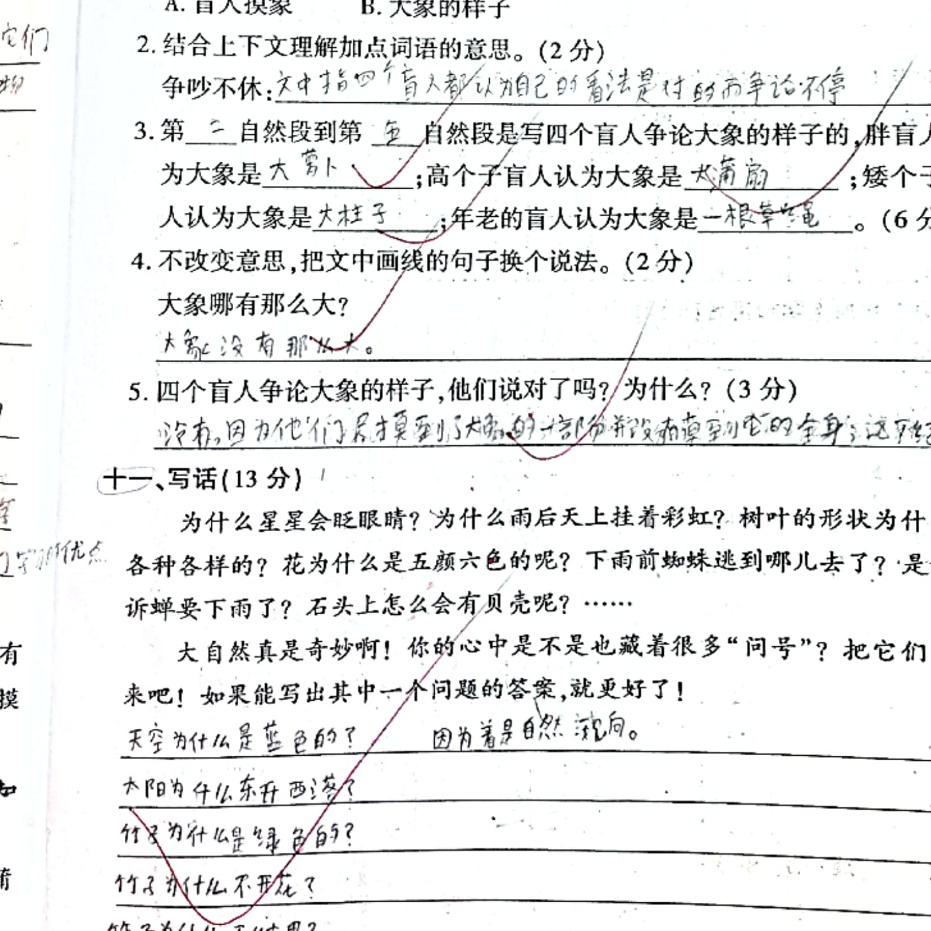 A. 盲人摸象 B. 大象的样子
2. 结合上下文理解加点词语的意思。(2 分)
争吵不休:文中指四个盲人都认为自己的看法是对的而争论不停
3. 第 二 自然段到第 五 自然段是写四个盲人争论大象的样子的,胖盲人
为大象是 大萝卜 ;高个子盲人认为大象是 大蒲扇 ;矮个子
人认为大象是 大柱子 ;年老的盲人认为大象是 一根草绳 。(6 分
4. 不改变意思,把文中画线的句子换个说法。(2 分)
大象哪有那么大?
大象没有那么大。
5. 四个盲人争论大象的样子,他们说对了吗? 为什么? (3 分)
没有,因为他们只摸到了大象的一部份并没有摸到它的全身
十一、写话(13 分)
为什么星星会眨眼睛? 为什么雨后天上挂着彩虹? 树叶的形状为什
各种各样的? 花为什么是五颜六色的呢? 下雨前蜘蛛逃到哪儿去了? 是
诉蝉要下雨了? 石头上怎么会有贝壳呢? ……
大自然真是奇妙啊! 你的心中是不是也藏着很多“问号”? 把它们
来吧! 如果能写出其中一个问题的答案,就更好了!
天空为什么是蓝色的? 因为着是自然
太阳为什么东升西落?
竹子为什么是绿色的?
竹子为什么不开花?
它们
物
学习 优点
有
摸
如